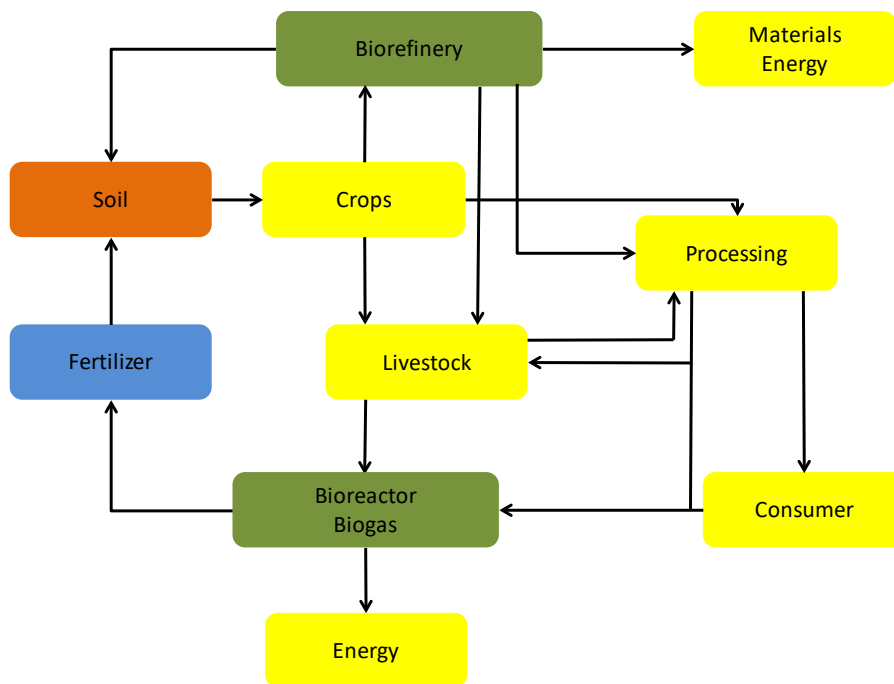 Biorefinery
Materials
Energy
Soil
Crops
Processing
Fertilizer
Livestock
Bioreactor
Biogas
Consumer
Energy